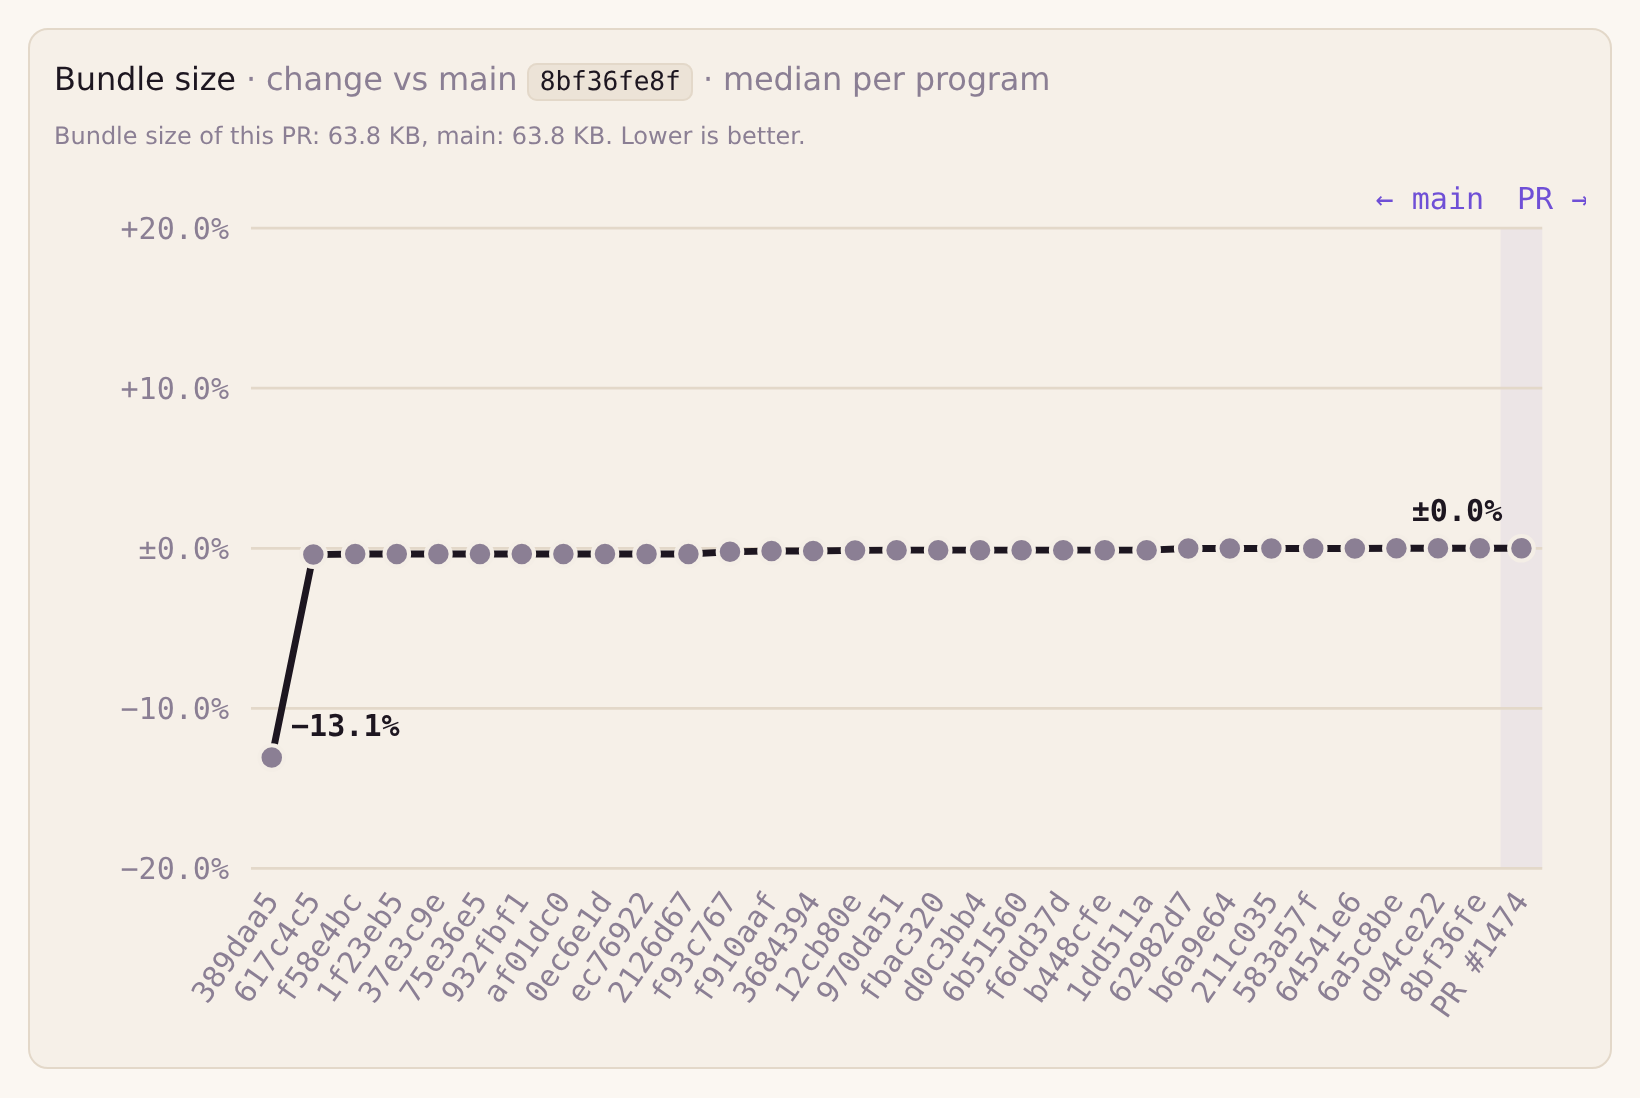 Bundle size · change vs main 8bf36fe8f · median per program
Bundle size of this PR: 63.8 KB, main: 63.8 KB. Lower is better.
← main PR →
+20.0%
+10.0%
±0.0%
±0.0%
−10.0%
−13.1%
−20.0%
389daa5
617c4c5
f58e4bc
1f23eb5
37e3c9e
75e36e5
932fbf1
af01dc0
0ec6e1d
ec76922
2126d67
f93c767
f910aaf
3684394
12cb80e
970da51
fbac320
d0c3bb4
6b51560
f6dd37d
b448cfe
1dd511a
62982d7
b6a9e64
211c035
583a57f
64541e6
6a5c8be
d94ce22
8bf36fe
PR #1474